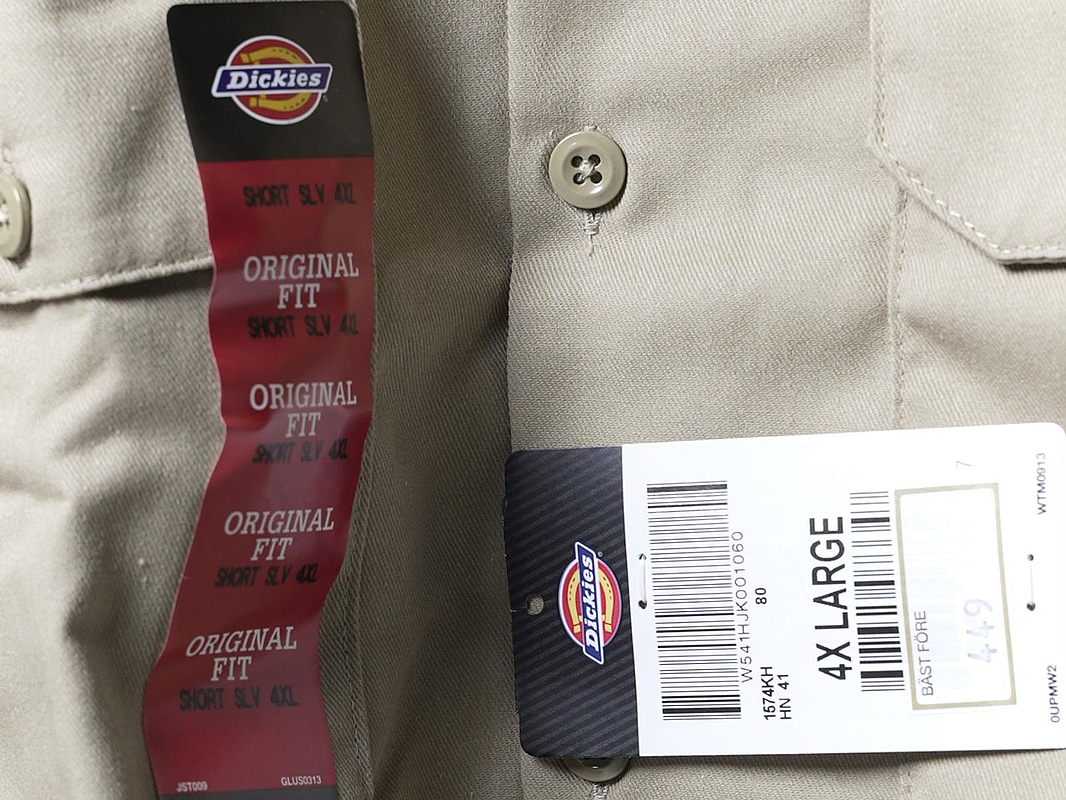 Dickies
SHORT SLV 4XL
ORIGINAL
FIT
SHORT SLV 4XL
ORIGINAL
FIT
SHORT SLV 4XL
ORIGINAL
FIT
SHORT SLV 4XL
ORIGINAL
FIT
SHORT SLV 4XL
JST009
GLUS0313
Dickies
W541HJK001060
80
1574KH
HN 41
4X LARGE
BÄST FÖRE
449
7
WTM0913
0UPMW2